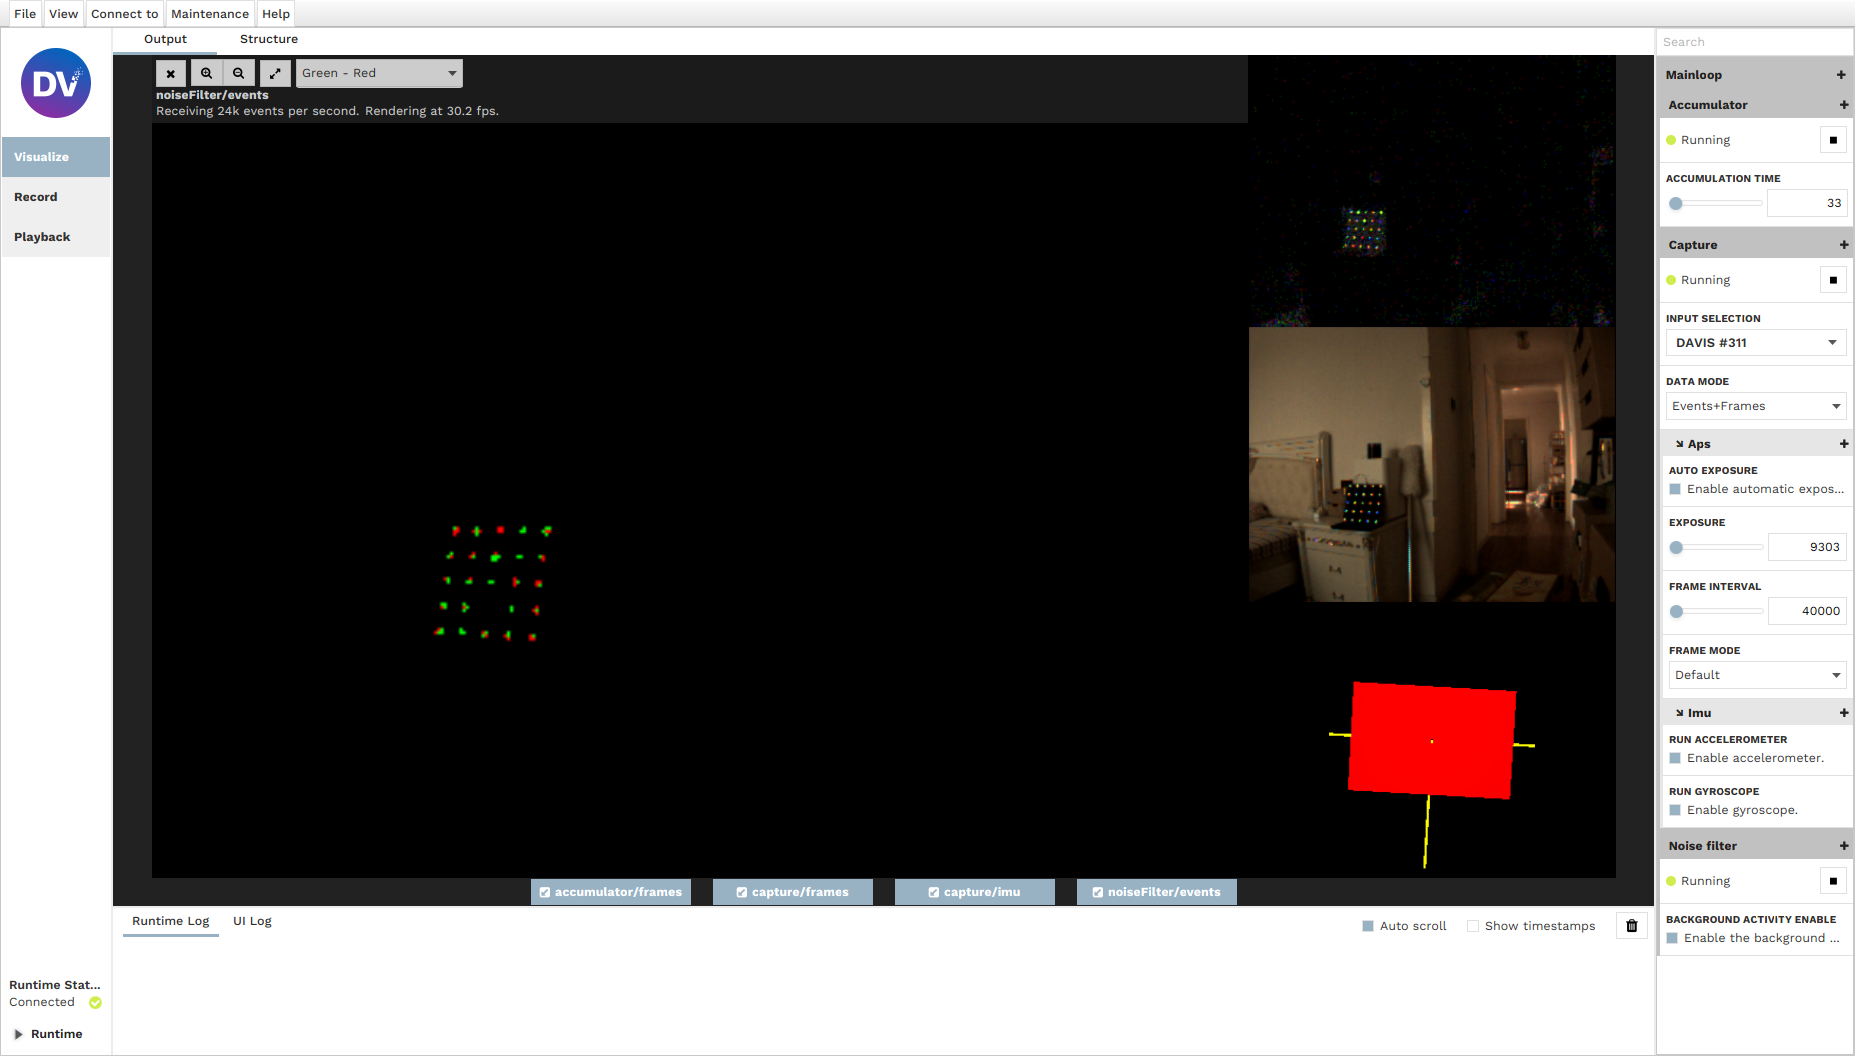 File View Connect to Maintenance Help
DV
Visualize
Record
Playback
Runtime Stat...
Connected
Runtime
Output Structure
Green - Red
noiseFilter/events
Receiving 24k events per second. Rendering at 30.2 fps.
accumulator/frames capture/frames capture/imu noiseFilter/events
Runtime Log UI Log
Auto scroll Show timestamps
Search
Mainloop
Accumulator
Running
ACCUMULATION TIME
33
Capture
Running
INPUT SELECTION
DAVIS #311
DATA MODE
Events+Frames
Aps
AUTO EXPOSURE
Enable automatic expos...
EXPOSURE
9303
FRAME INTERVAL
40000
FRAME MODE
Default
Imu
RUN ACCELEROMETER
Enable accelerometer.
RUN GYROSCOPE
Enable gyroscope.
Noise filter
Running
BACKGROUND ACTIVITY ENABLE
Enable the background ...